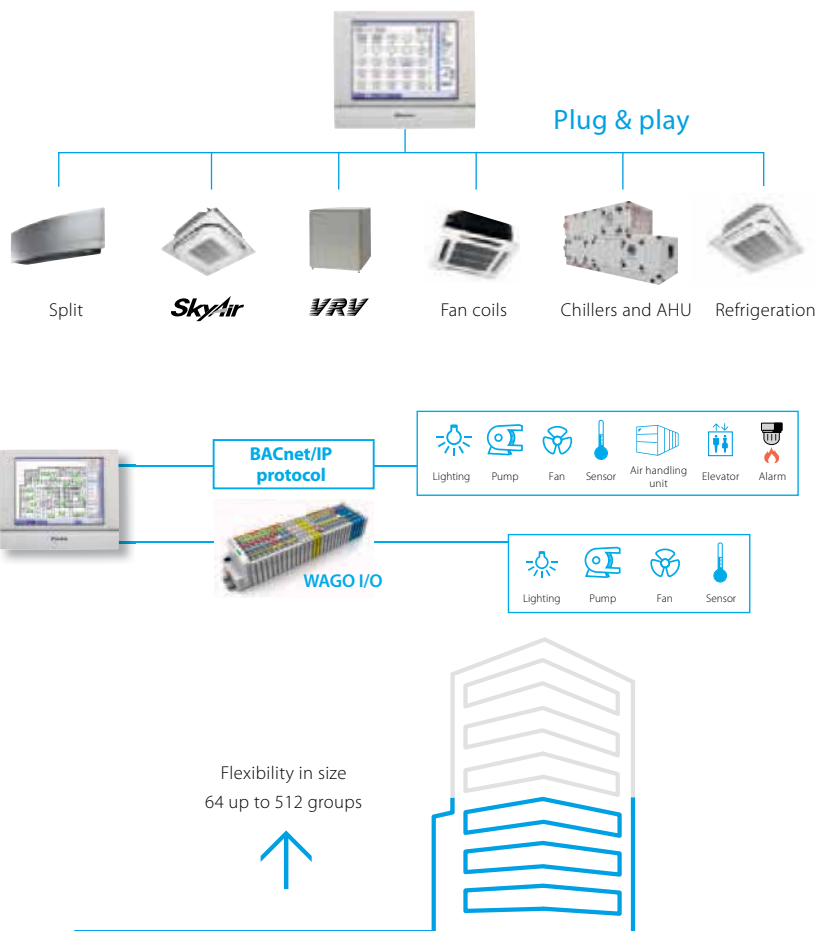 Plug & play
Split
SkyAir
VRV
Fan coils
Chillers and AHU
Refrigeration
BACnet/IP
protocol
Lighting
Pump
Fan
Sensor
Air handling
unit
Elevator
Alarm
WAGO I/O
Lighting
Pump
Fan
Sensor
Flexibility in size
64 up to 512 groups